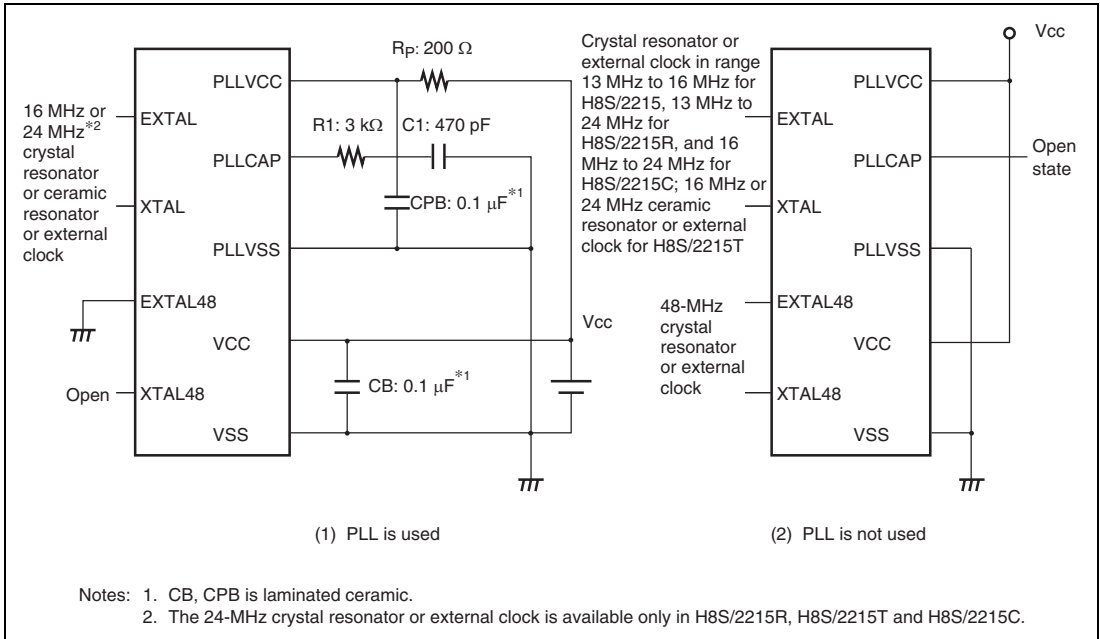 RP: 200 Ω
PLLVCC
16 MHz or
24 MHz*2
crystal
resonator
or ceramic
resonator
or external
clock
EXTAL
R1: 3 kΩ
C1: 470 pF
PLLCAP
XTAL
CPB: 0.1 μF*1
PLLVSS
EXTAL48
Vcc
VCC
CB: 0.1 μF*1
Open
XTAL48
VSS
(1) PLL is used
Crystal resonator or
external clock in range
13 MHz to 16 MHz for
H8S/2215, 13 MHz to
24 MHz for
H8S/2215R, and 16
MHz to 24 MHz for
H8S/2215C; 16 MHz or
24 MHz ceramic
resonator or external
clock for H8S/2215T
Vcc
PLLVCC
EXTAL
PLLCAP
Open
state
XTAL
PLLVSS
48-MHz
crystal
resonator
or external
clock
EXTAL48
VCC
XTAL48
VSS
(2) PLL is not used
Notes: 1. CB, CPB is laminated ceramic.
2. The 24-MHz crystal resonator or external clock is available only in H8S/2215R, H8S/2215T and H8S/2215C.